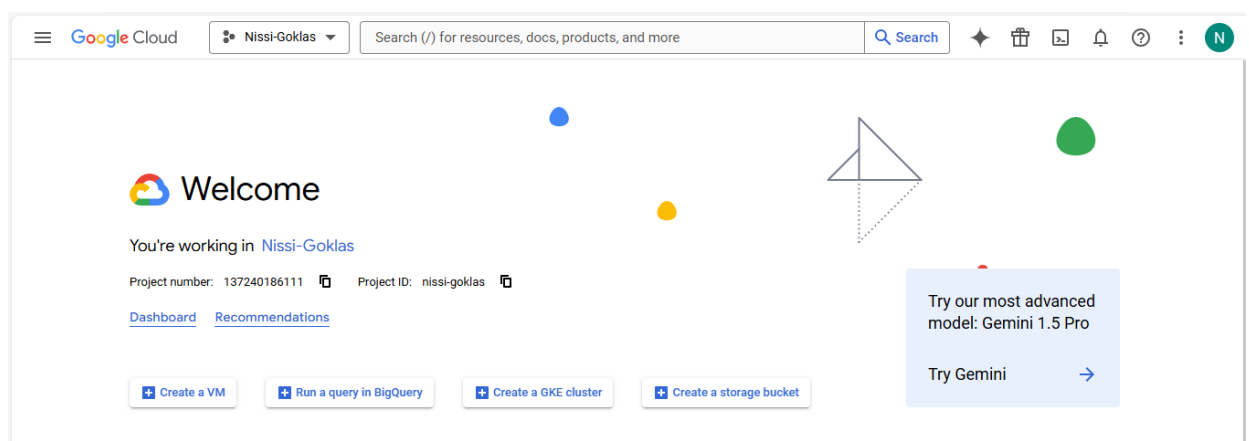 Google Cloud
Nissi-Goklas
Search (/) for resources, docs, products, and more
Search
N
Welcome
You're working in Nissi-Goklas
Project number: 137240186111 Project ID: nissi-goklas
Dashboard Recommendations
Try our most advanced
model: Gemini 1.5 Pro
Try Gemini
Create a VM
Run a query in BigQuery
Create a GKE cluster
Create a storage bucket